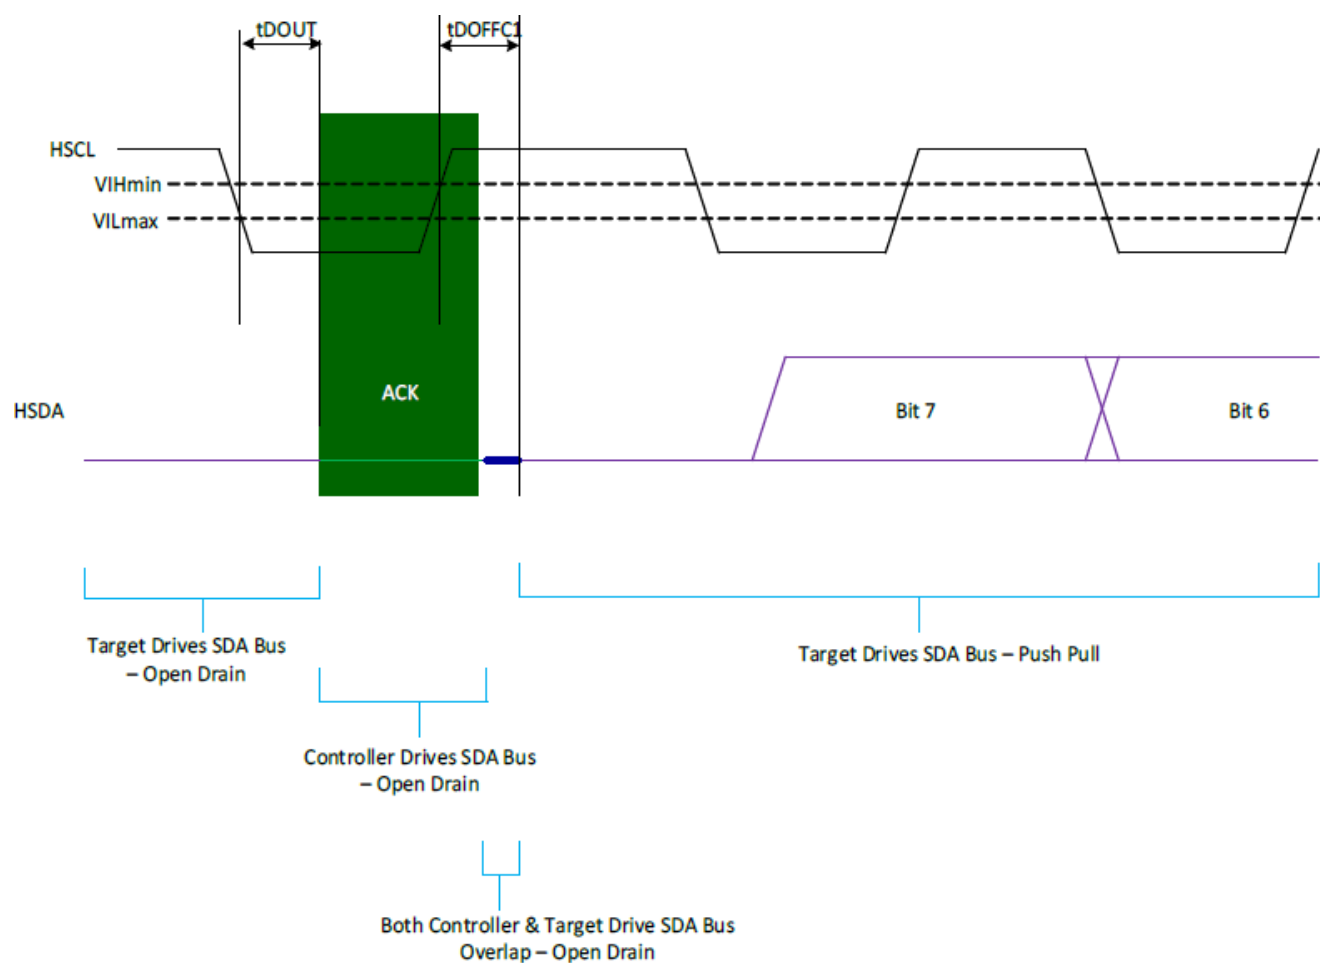 tDOUT
tDOFFC1
HSCL
VIHmin
VILmax
ACK
HSDA
Bit 7
Bit 6
Target Drives SDA Bus
– Open Drain
Target Drives SDA Bus – Push Pull
Controller Drives SDA Bus
– Open Drain
Both Controller & Target Drive SDA Bus
Overlap – Open Drain